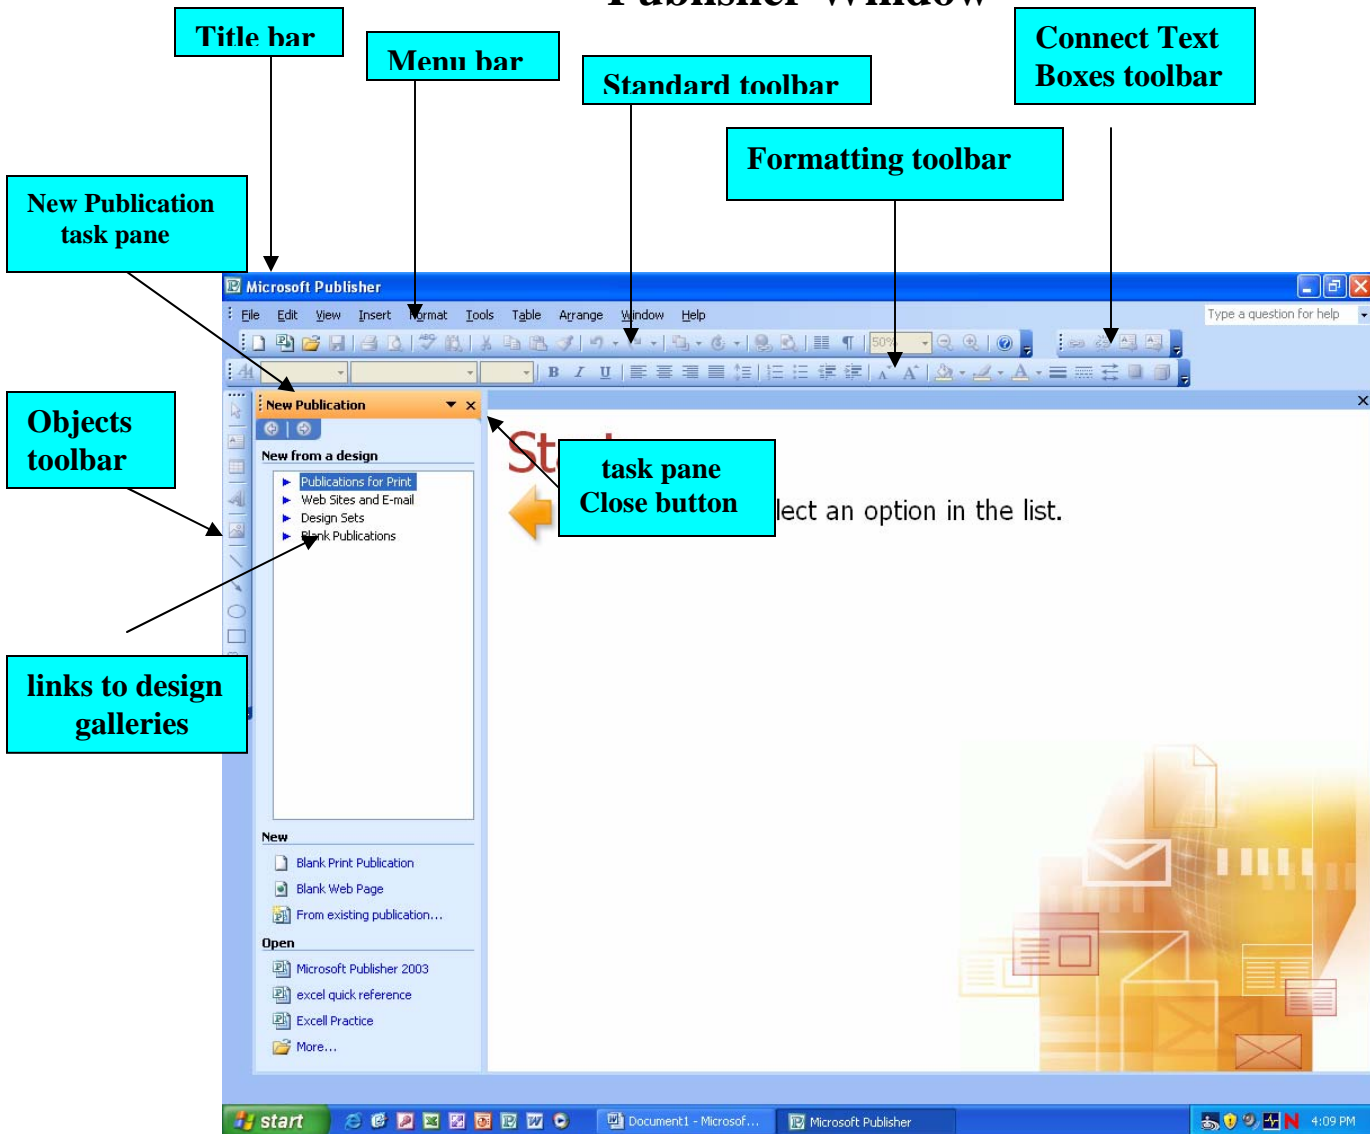 Publisher Window
Title bar
Menu bar
Standard toolbar
Connect Text
Boxes toolbar
Formatting toolbar
New Publication
task pane
Microsoft Publisher
File Edit View Insert Format Tools Table Arrange Window Help
Type a question for help
50%
B I U
Objects
toolbar
New Publication
New from a design
Publications for Print
Web Sites and E-mail
Design Sets
Blank Publications
task pane
Close button
lect an option in the list.
links to design
galleries
New
Blank Print Publication
Blank Web Page
From existing publication...
Open
Microsoft Publisher 2003
excel quick reference
Excell Practice
More...
start
Document1 - Microsof...
Microsoft Publisher
4:09 PM